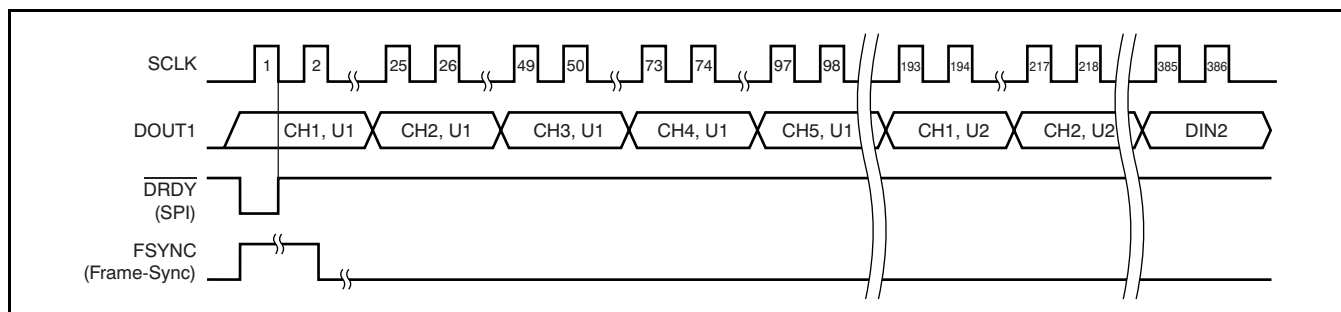 SCLK 1 2 25 26 49 50 73 74 97 98 193 194 217 218 385 386
DOUT1 CH1, U1 CH2, U1 CH3, U1 CH4, U1 CH5, U1 CH1, U2 CH2, U2 DIN2
DRDY
(SPI)
FSYNC
(Frame-Sync)